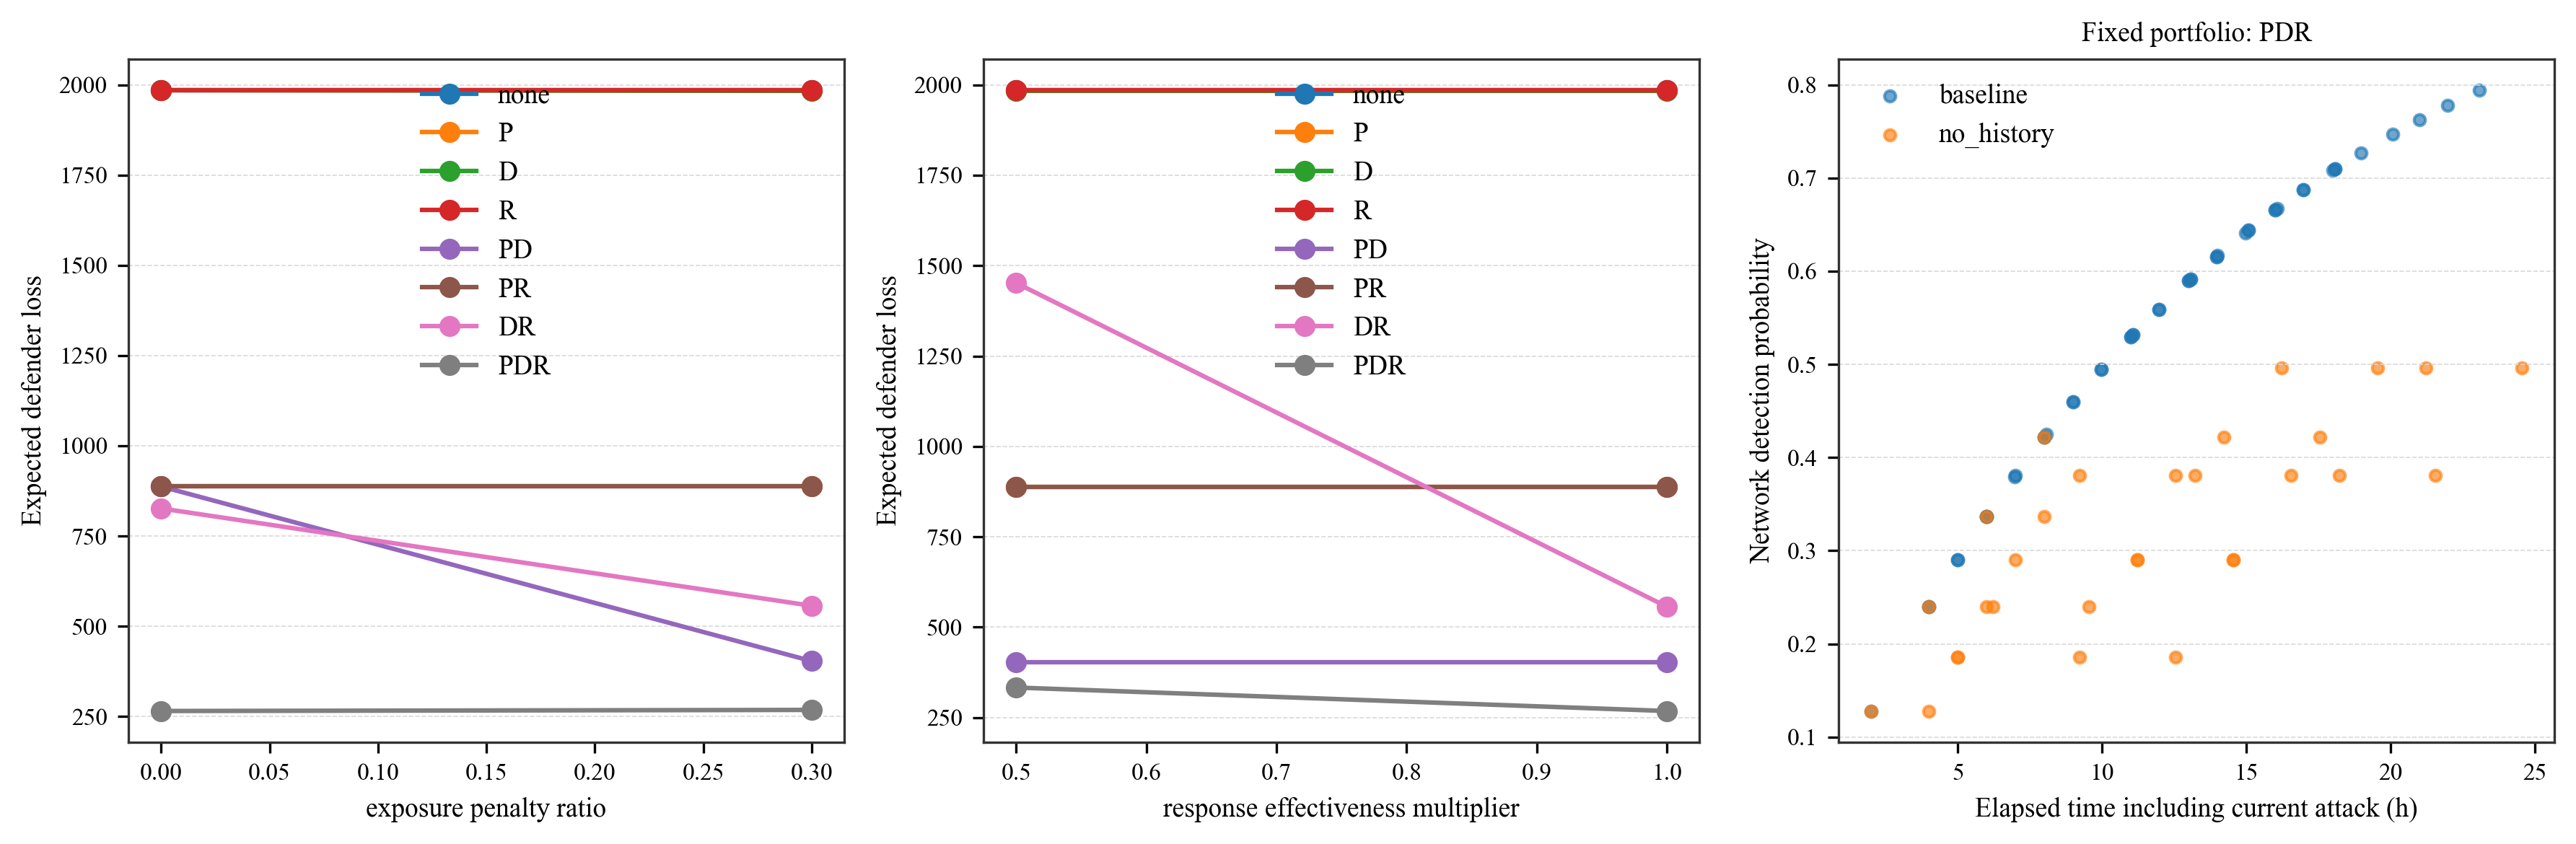 Expected defender loss
2000
1750
1500
1250
1000
750
500
250
none
P
D
R
PD
PR
DR
PDR
0.00 0.05 0.10 0.15 0.20 0.25 0.30
exposure penalty ratio
Expected defender loss
2000
1750
1500
1250
1000
750
500
250
none
P
D
R
PD
PR
DR
PDR
0.5 0.6 0.7 0.8 0.9 1.0
response effectiveness multiplier
Fixed portfolio: PDR
Network detection probability
0.8
0.7
0.6
0.5
0.4
0.3
0.2
0.1
baseline
no_history
5 10 15 20 25
Elapsed time including current attack (h)